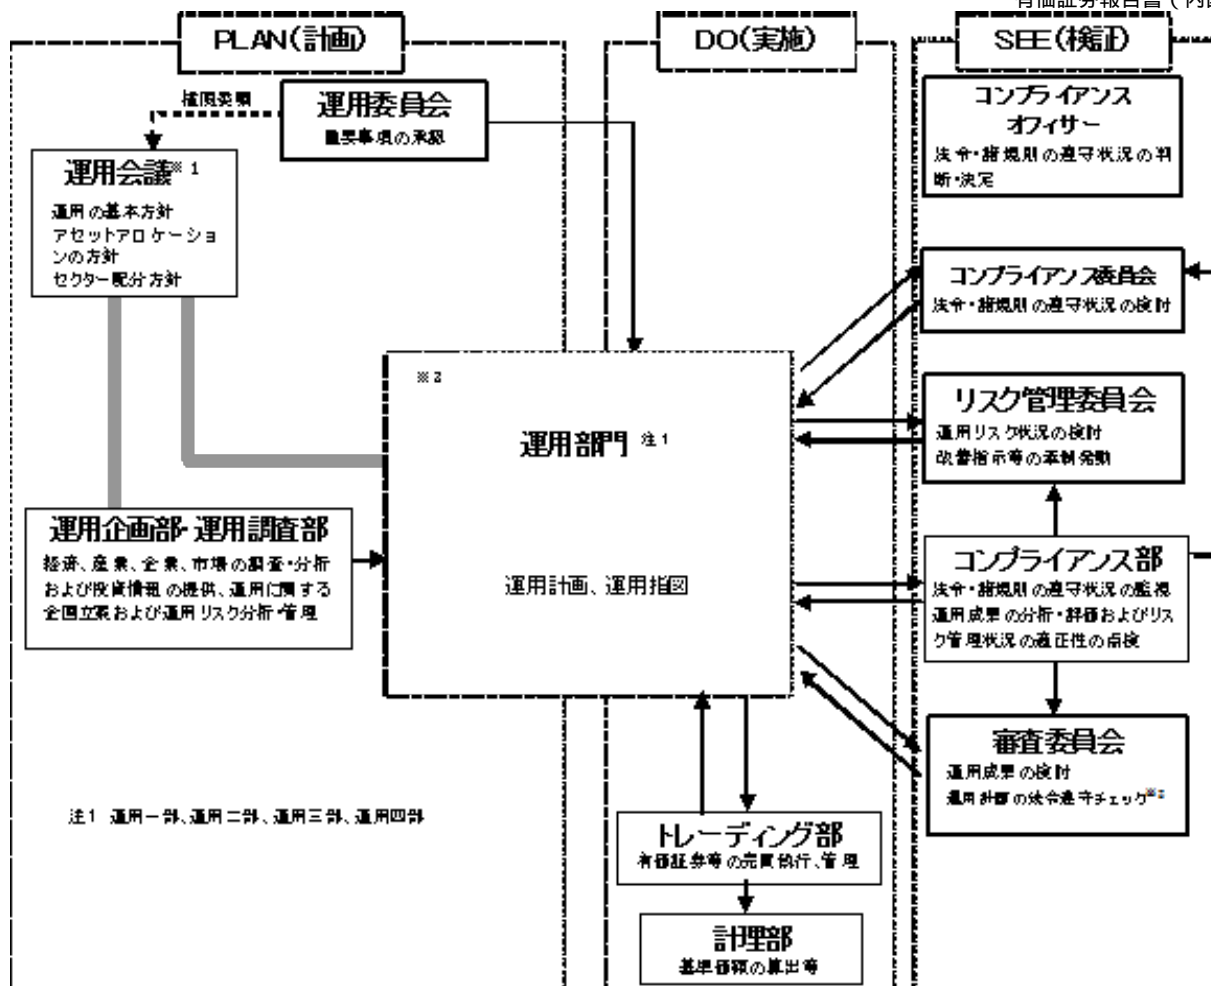 有価証券報告書(内
PLAN(計画)
DO(実施)
SEE(検証)
権限委嘱
運用委員会
重要事項の承認
運用会議※1
運用の基本方針
アセットアロケーショ
ンの方針
セクター配分方針
コンプライアンス
オフィサー
法令・諸規則の遵守状況の判
断・決定
コンプライアンス委員会
法令・諸規則の遵守状況の検討
※2
運用部門 注1
運用計画、運用指図
リスク管理委員会
運用リスク状況の検討
改善指示等の牽制発動
運用企画部・運用調査部
経済、産業、企業、市場の調査・分析
および投資情報の提供、運用に関する
企画立案および運用リスク分析・管理
コンプライアンス部
法令・諸規則の遵守状況の監視
運用成果の分析・評価およびリス
ク管理状況の適正性の点検
審査委員会
運用成果の検討
運用計画の法令遵守チェック
注1 運用一部、運用二部、運用三部、運用四部
トレーディング部
有価証券等の売買執行、管理
計理部
基準価額の算出等